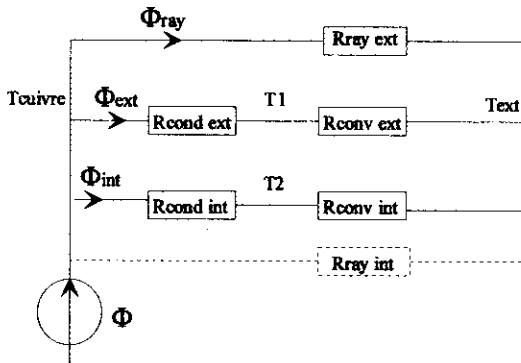 Φray
Rray ext
Tcuivre
Φext
T1
Text
Rcond ext
Rconv ext
Φint
T2
Rcond int
Rconv int
Rray int
Φ